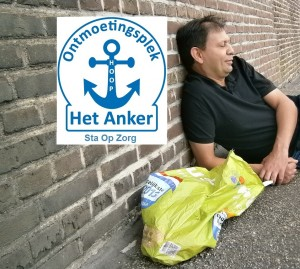 Ontmoetingsplek
HOOP
Het Anker
Sta Op Zorg